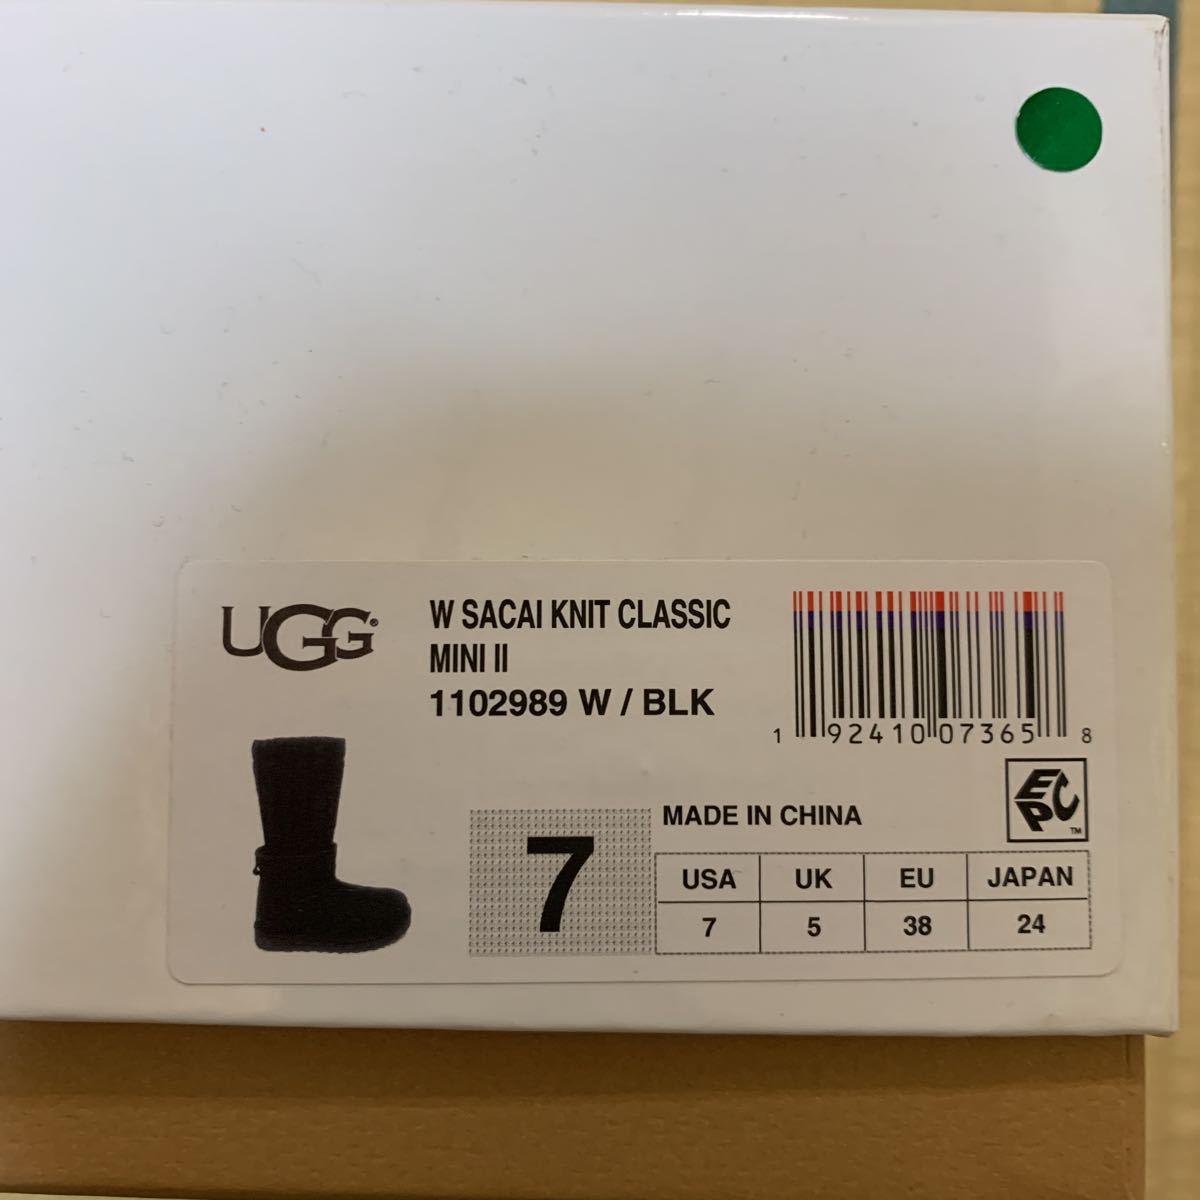 UGG®
W SACAI KNIT CLASSIC
MINI II
1102989 W / BLK
1 92410 07365 8
EPC™
7
MADE IN CHINA
USA UK EU JAPAN
7 5 38 24